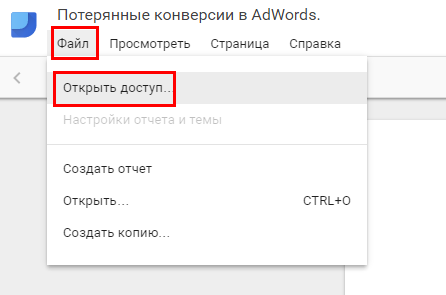 Потерянные конверсии в AdWords.
Файл Просмотреть Страница Справка
Открыть доступ...
Настройки отчета и темы
Создать отчет
Открыть... CTRL+O
Создать копию...